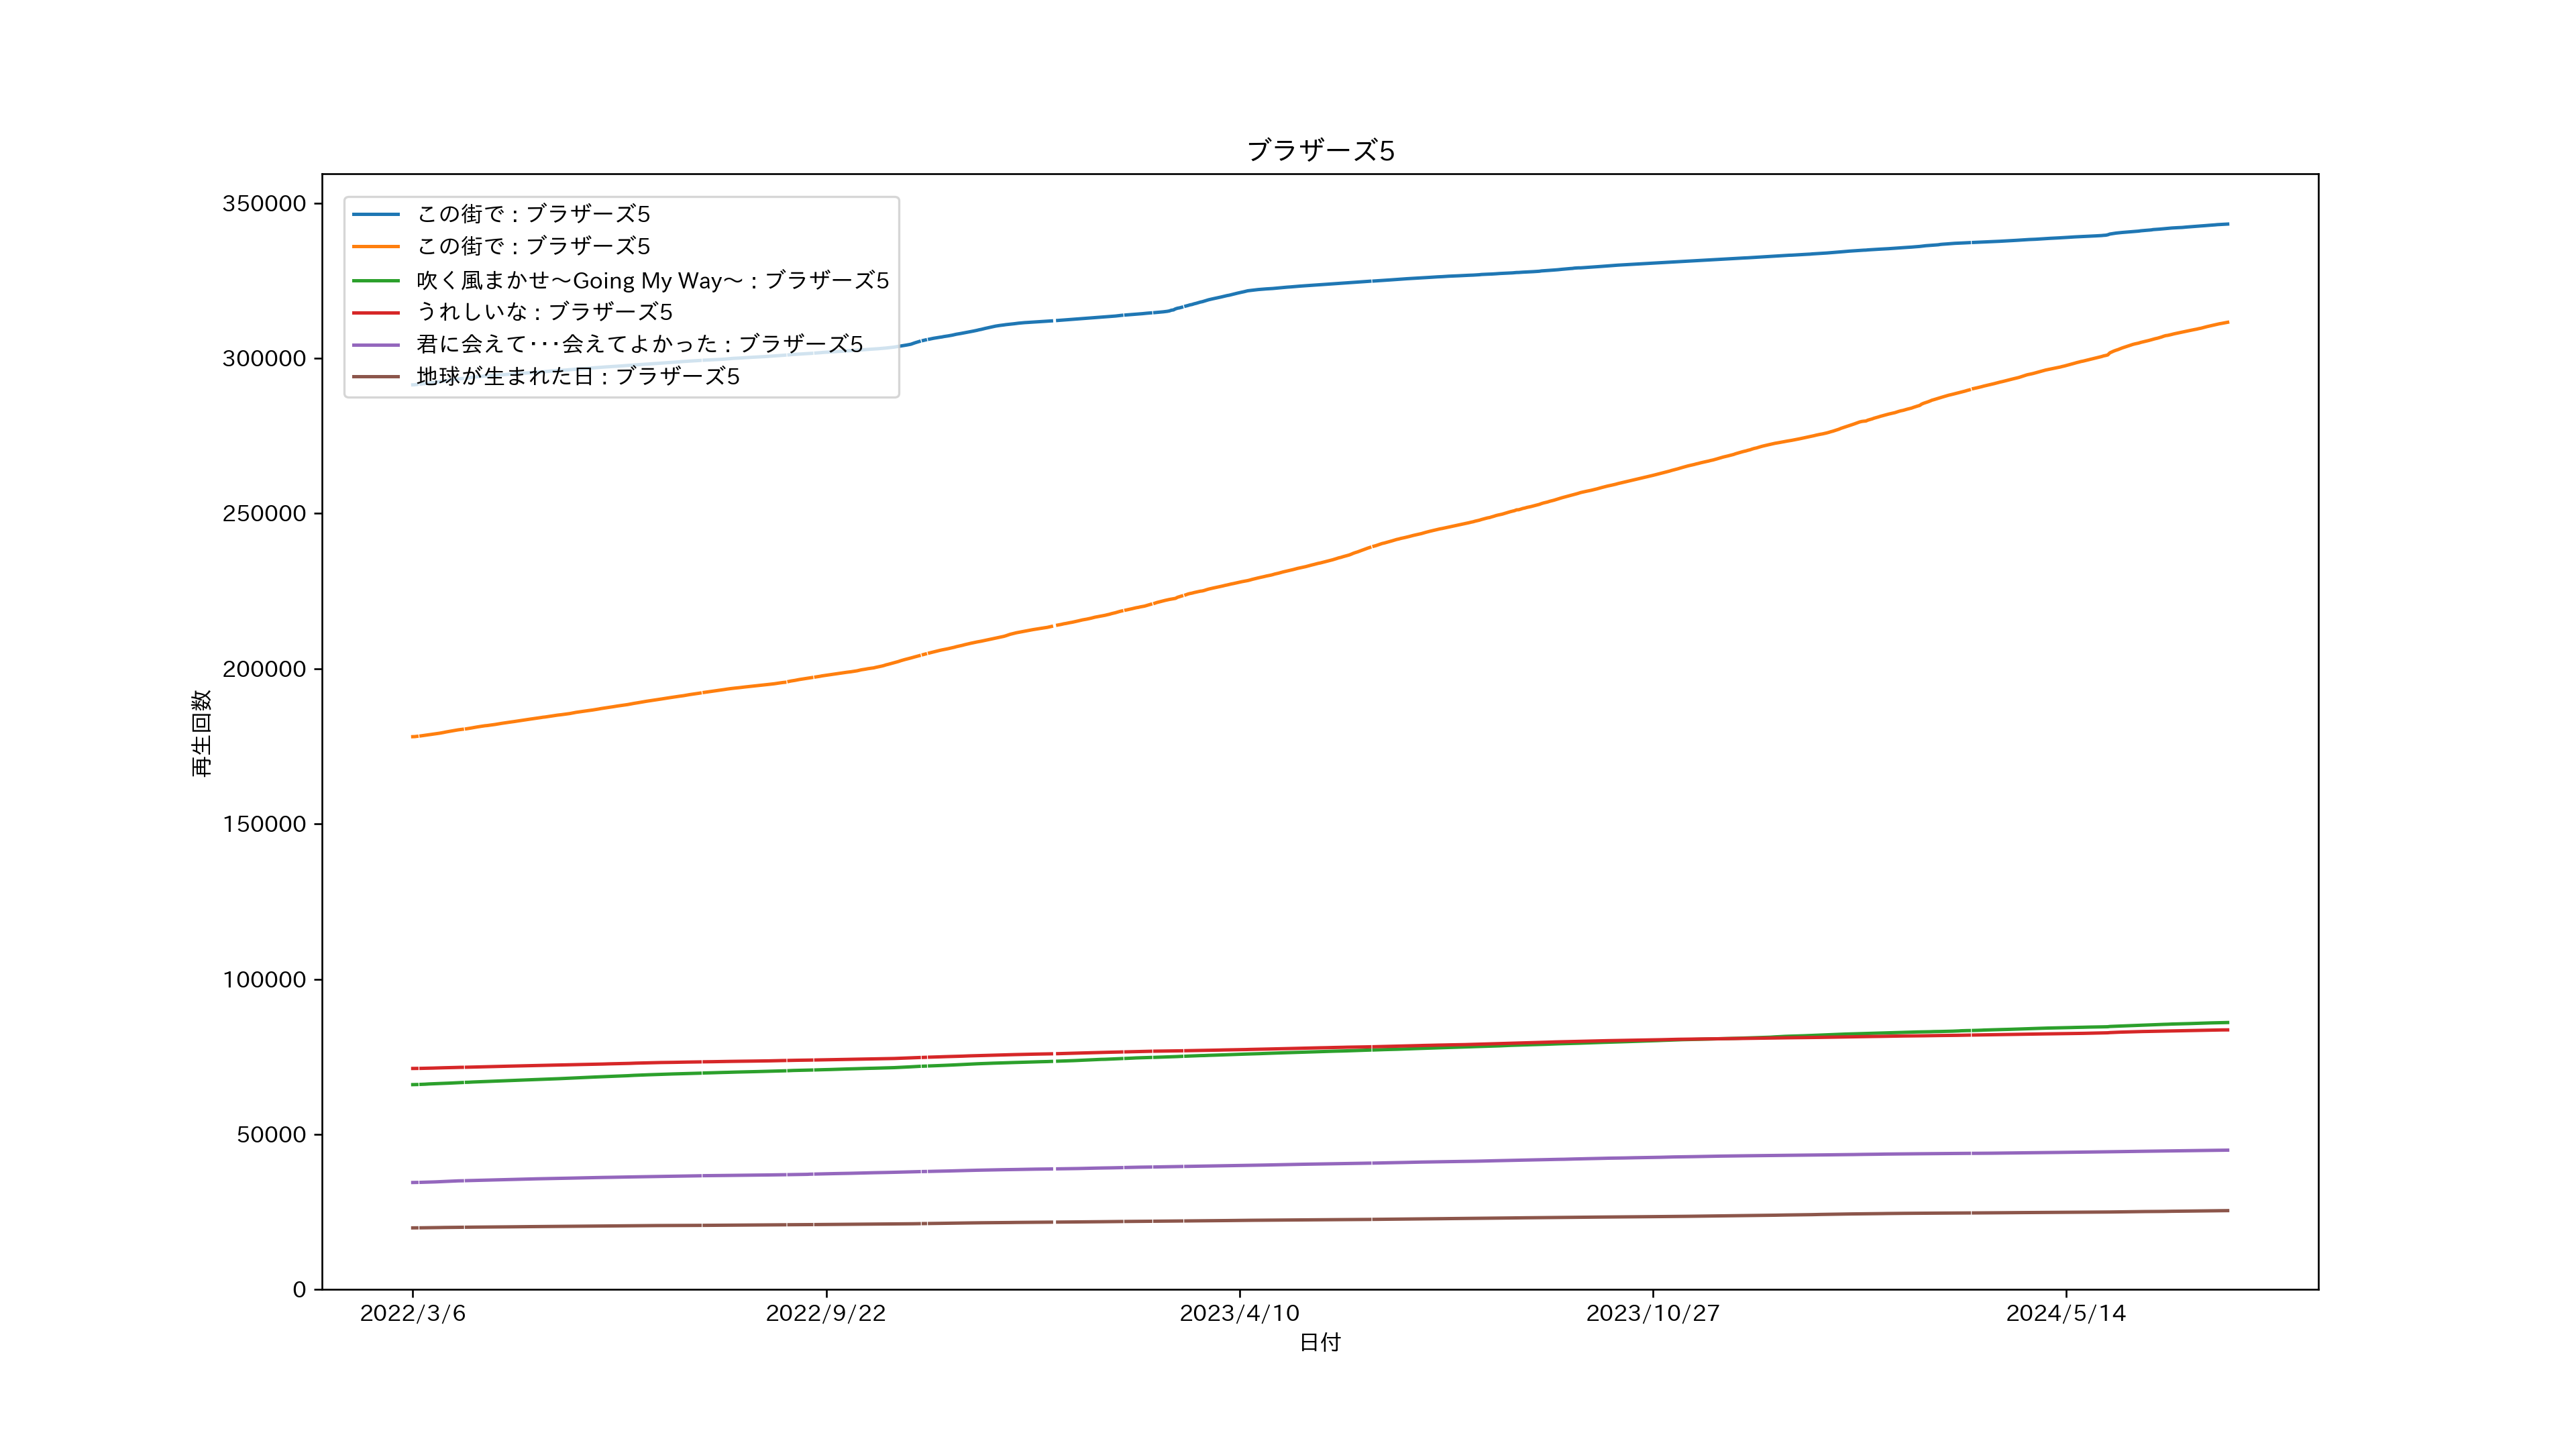 ブラザーズ5
350000
300000
250000
200000
150000
100000
50000
0
再生回数
この街で : ブラザーズ5
この街で : ブラザーズ5
吹く風まかせ〜Going My Way〜 : ブラザーズ5
うれしいな : ブラザーズ5
君に会えて･･･会えてよかった : ブラザーズ5
地球が生まれた日 : ブラザーズ5
2022/3/6
2022/9/22
2023/4/10
2023/10/27
2024/5/14
日付